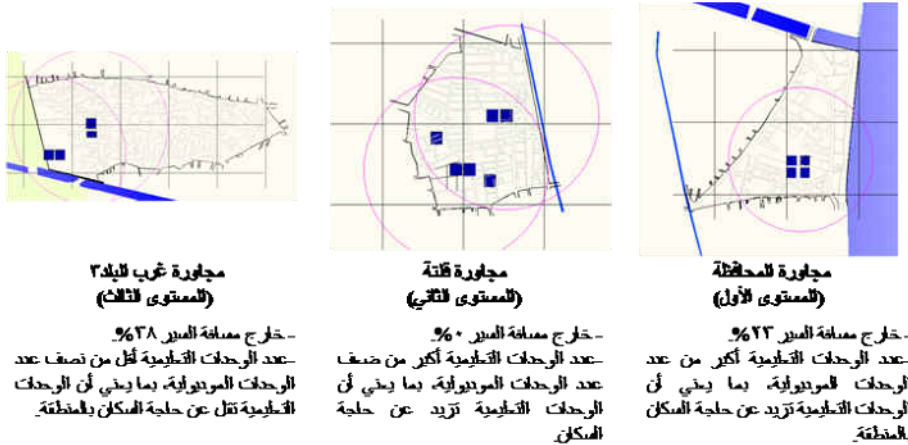 مجاورة المحافظة
(المستوى الأول)
- خارج مسافة السير ٢٣%.
- عدد الوحدات التعليمية أكبر من عدد
الوحدات الموديولية، بما يعني أن
الوحدات التعليمية تزيد عن حاجة السكان
بالمنطقة.
مجاورة قلتة
(المستوى الثاني)
- خارج مسافة السير ٠%.
- عدد الوحدات التعليمية أكبر من ضعف
عدد الوحدات الموديولية، بما يعني أن
الوحدات التعليمية تزيد عن حاجة
السكان.
مجاورة غرب البلد٣
(المستوى الثالث)
- خارج مسافة السير ٣٨%.
- عدد الوحدات التعليمية أقل من نصف عدد
الوحدات الموديولية، بما يعني أن الوحدات
التعليمية تقل عن حاجة السكان بالمنطقة.